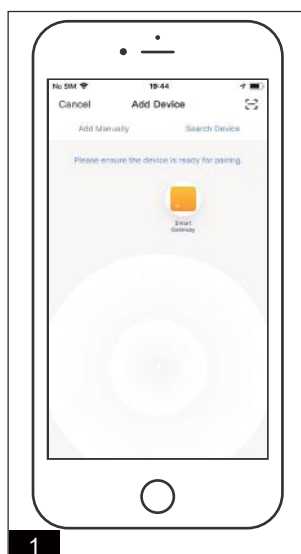 No SIM 19:44
Cancel Add Device
Add Manually Search Device
Please ensure the device is ready for pairing.
Smart
Gateway
1